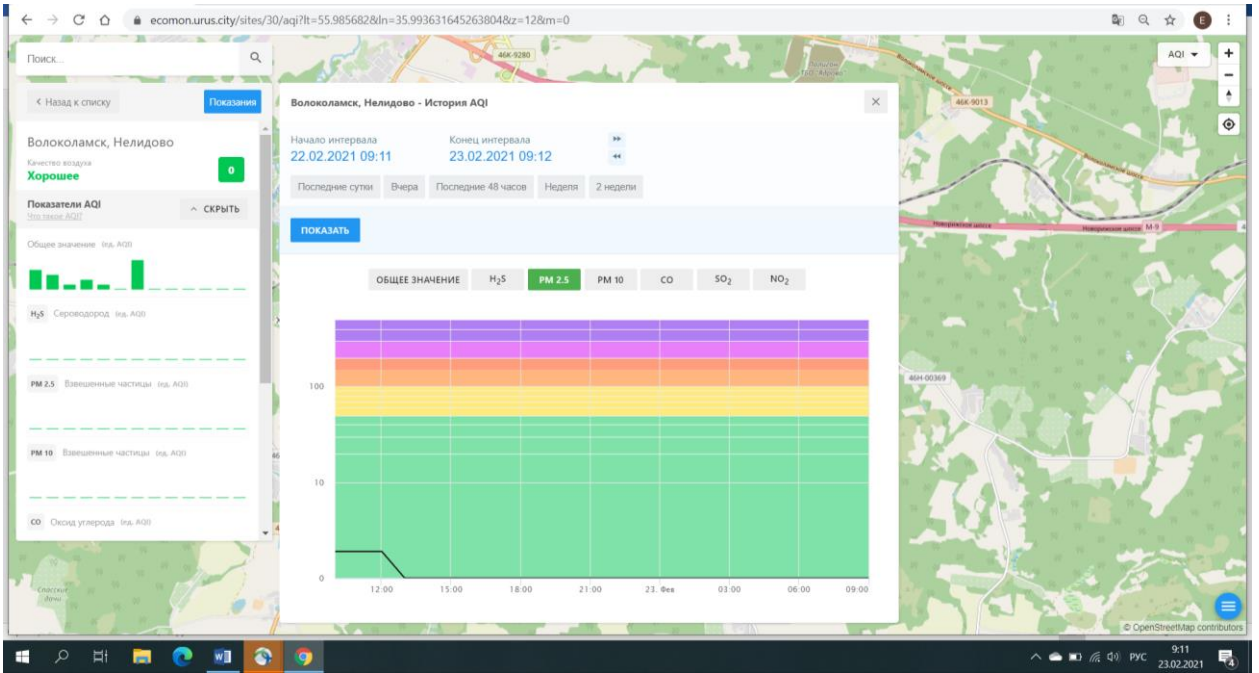 ecomon.urus.city/sites/30/aqi?lt=55.985682&ln=35.993631645263804&z=12&m=0
E
Поиск...
46К-9280
AQI
+
−
Назад к списку
Показания
Волоколамск, Нелидово - История AQI
×
46К-9013
Волоколамск, Нелидово
Качество воздуха
Хорошее
0
Начало интервала
Конец интервала
22.02.2021 09:11
23.02.2021 09:12
Последние сутки
Вчера
Последние 48 часов
Неделя
2 недели
Показатели AQI
Что такое AQI?
СКРЫТЬ
ПОКАЗАТЬ
Новорижское шоссе
Новорижское шоссе
М-9
Общее значение (ед. AQI)
ОБЩЕЕ ЗНАЧЕНИЕ
H₂S
PM 2.5
PM 10
CO
SO₂
NO₂
H₂S Сероводород (ед. AQI)
PM 2.5 Взвешенные частицы (ед. AQI)
100
46Н-00369
PM 10 Взвешенные частицы (ед. AQI)
10
CO Оксид углерода (ед. AQI)
0
12:00
15:00
18:00
21:00
23. Фев
03:00
06:00
09:00
© OpenStreetMap contributors
РУС
9:11
23.02.2021
4